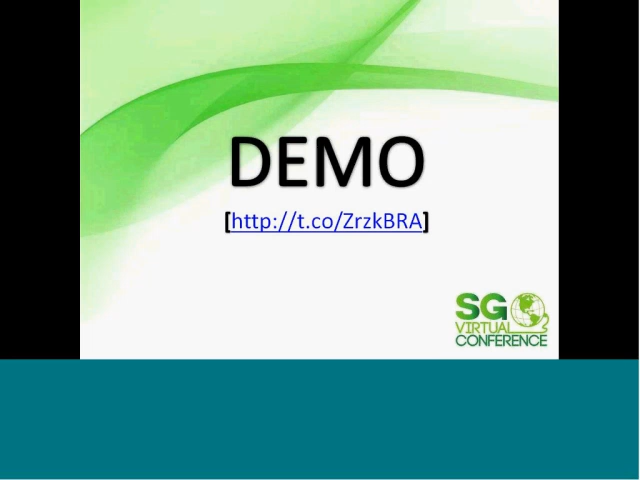 DEMO
[http://t.co/ZrzkBRA]
SG
VIRTUAL
CONFERENCE